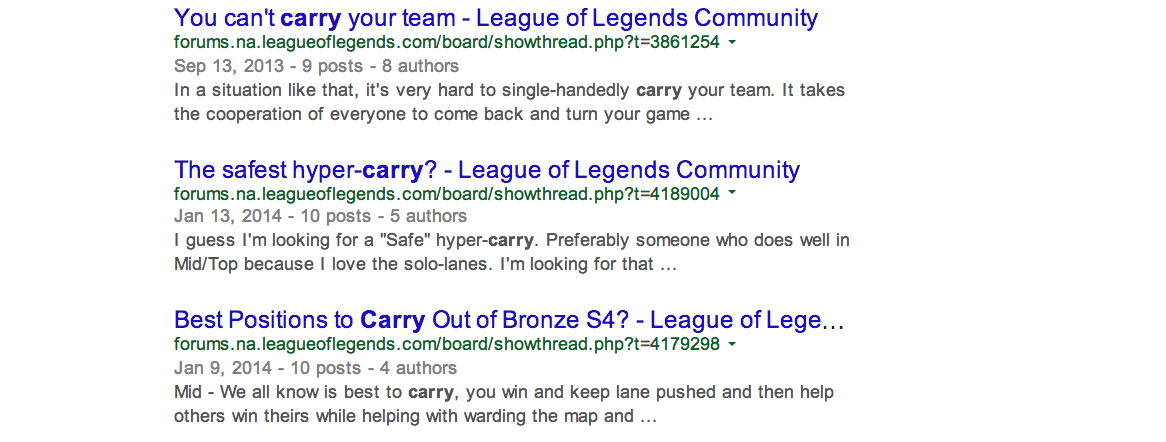 You can't carry your team - League of Legends Community
forums.na.leagueoflegends.com/board/showthread.php?t=3861254
Sep 13, 2013 - 9 posts - 8 authors
In a situation like that, it's very hard to single-handedly carry your team. It takes
the cooperation of everyone to come back and turn your game ...
The safest hyper-carry? - League of Legends Community
forums.na.leagueoflegends.com/board/showthread.php?t=4189004
Jan 13, 2014 - 10 posts - 5 authors
I guess I'm looking for a "Safe" hyper-carry. Preferably someone who does well in
Mid/Top because I love the solo-lanes. I'm looking for that ...
Best Positions to Carry Out of Bronze S4? - League of Lege...
forums.na.leagueoflegends.com/board/showthread.php?t=4179298
Jan 9, 2014 - 10 posts - 4 authors
Mid - We all know is best to carry, you win and keep lane pushed and then help
others win theirs while helping with warding the map and ...